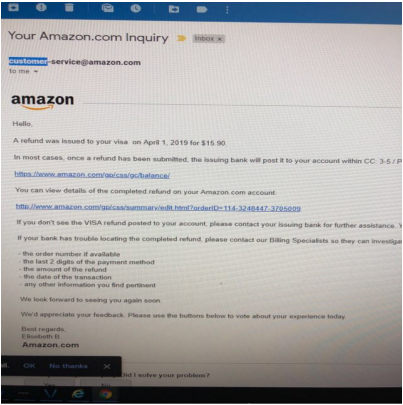 Your Amazon.com Inquiry Inbox x
customer-service@amazon.com
to me
amazon
Hello,
A refund was issued to your visa on April 1, 2019 for $15.90.
In most cases, once a refund has been submitted, the issuing bank will post it to your account within CC: 3-5 / P
https://www.amazon.com/gp/css/gc/balance/
You can view details of the completed refund on your Amazon.com account.
http://www.amazon.com/gp/css/summary/edit.html?orderID=114-3248447-3705009
If you don't see the VISA refund posted to your account, please contact your issuing bank for further assistance. Y
If your bank has trouble locating the completed refund, please contact our Billing Specialists so they can investigat
- the order number if available
- the last 2 digits of the payment method
- the amount of the refund
- the date of the transaction
- any other information you find pertinent
We look forward to seeing you again soon.
We'd appreciate your feedback. Please use the buttons below to vote about your experience today.
Best regards,
Elisebeth B.
Amazon.com
OK No thanks X
Did I solve your problem?